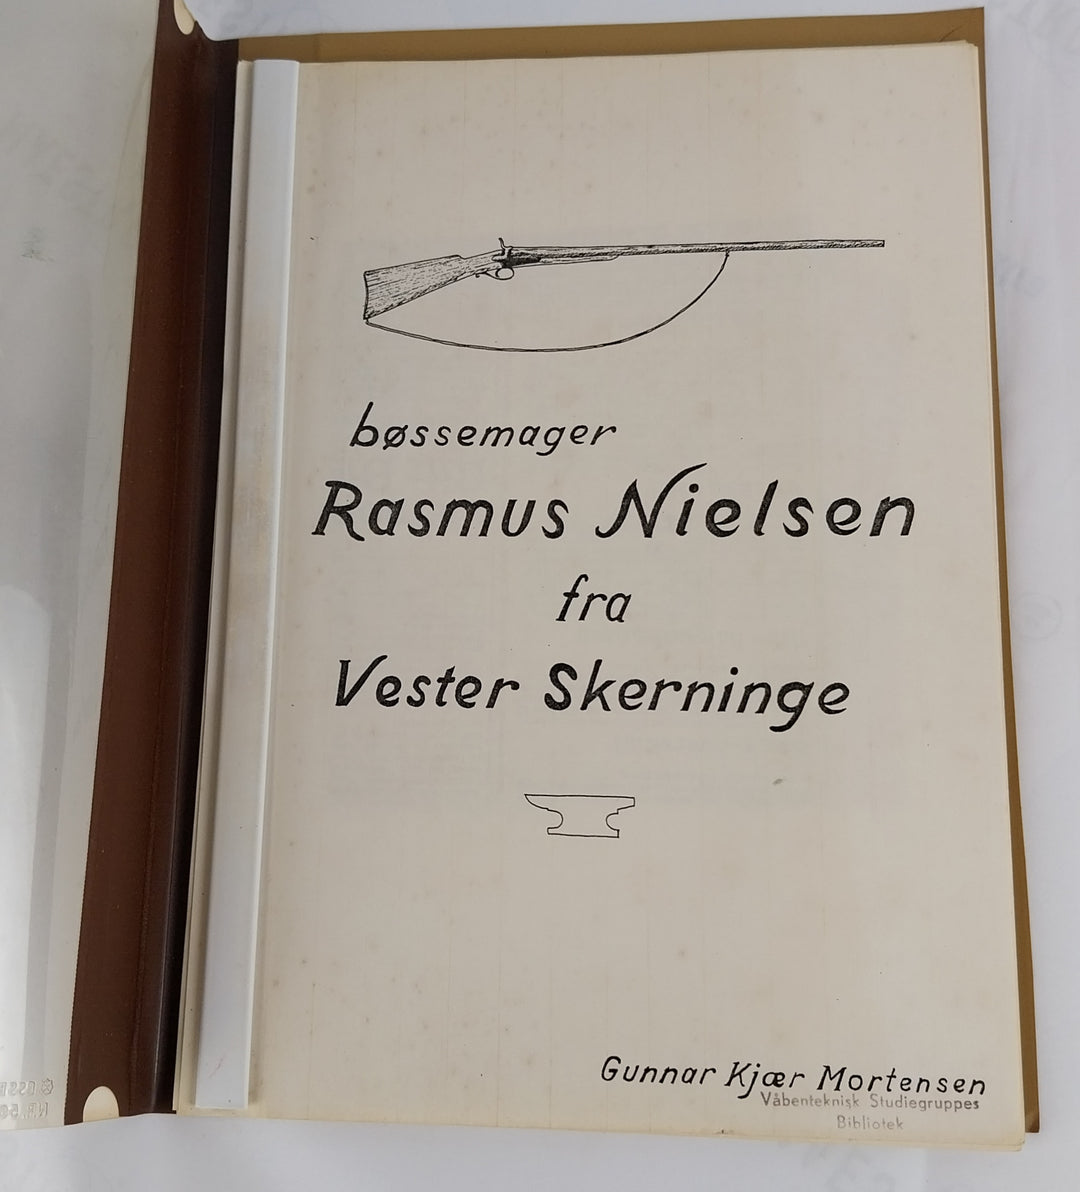 bøssemager
Rasmus Nielsen
fra
Vester Skerninge
Gunnar Kjær Mortensen
Våbenteknisk Studiegruppes
Bibliotek